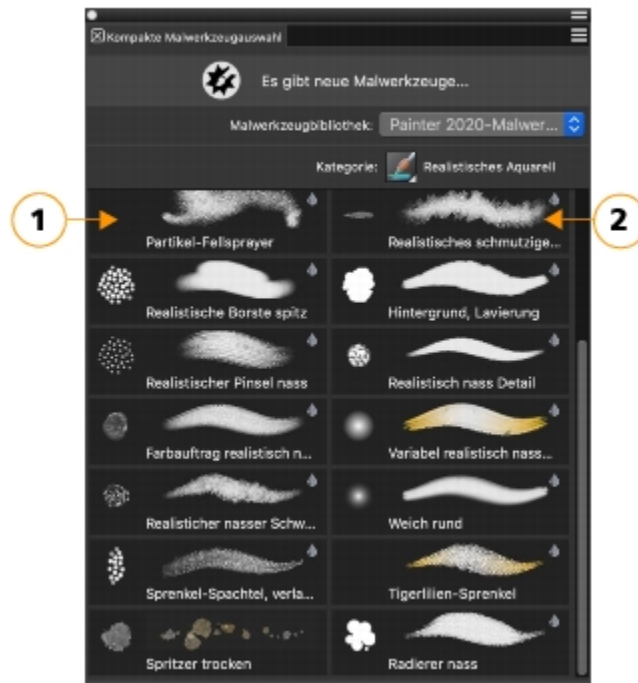 Kompakte Malwerkzeugauswahl
Es gibt neue Malwerkzeuge...
Malwerkzeugbibliothek: Painter 2020-Malwer...
Kategorie: Realistisches Aquarell
1
2
Partikel-Fellsprayer
Realistisches schmutzige...
Realistische Borste spitz
Hintergrund, Lavierung
Realistischer Pinsel nass
Realistisch nass Detail
Farbauftrag realistisch n...
Variabel realistisch nass...
Realisticher nasser Schw...
Weich rund
Sprenkel-Spachtel, verla...
Tigerlilien-Sprenkel
Spritzer trocken
Radierer nass